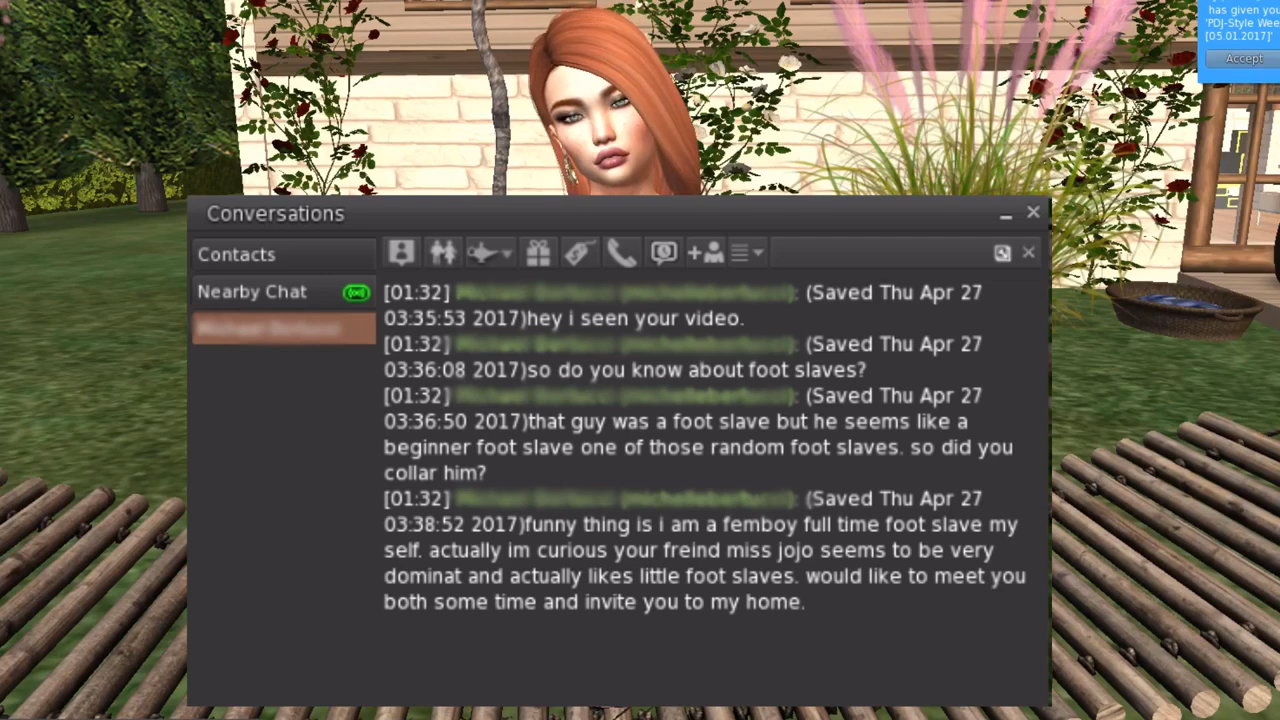 has given you
'PDJ-Style Wee
[05.01.2017]'
Accept
Conversations
Contacts
Nearby Chat
[01:32] (Saved Thu Apr 27
03:35:53 2017)hey i seen your video.
[01:32] (Saved Thu Apr 27
03:36:08 2017)so do you know about foot slaves?
[01:32] (Saved Thu Apr 27
03:36:50 2017)that guy was a foot slave but he seems like a
beginner foot slave one of those random foot slaves. so did you
collar him?
[01:32] (Saved Thu Apr 27
03:38:52 2017)funny thing is i am a femboy full time foot slave my
self. actually im curious your freind miss jojo seems to be very
dominat and actually likes little foot slaves. would like to meet you
both some time and invite you to my home.